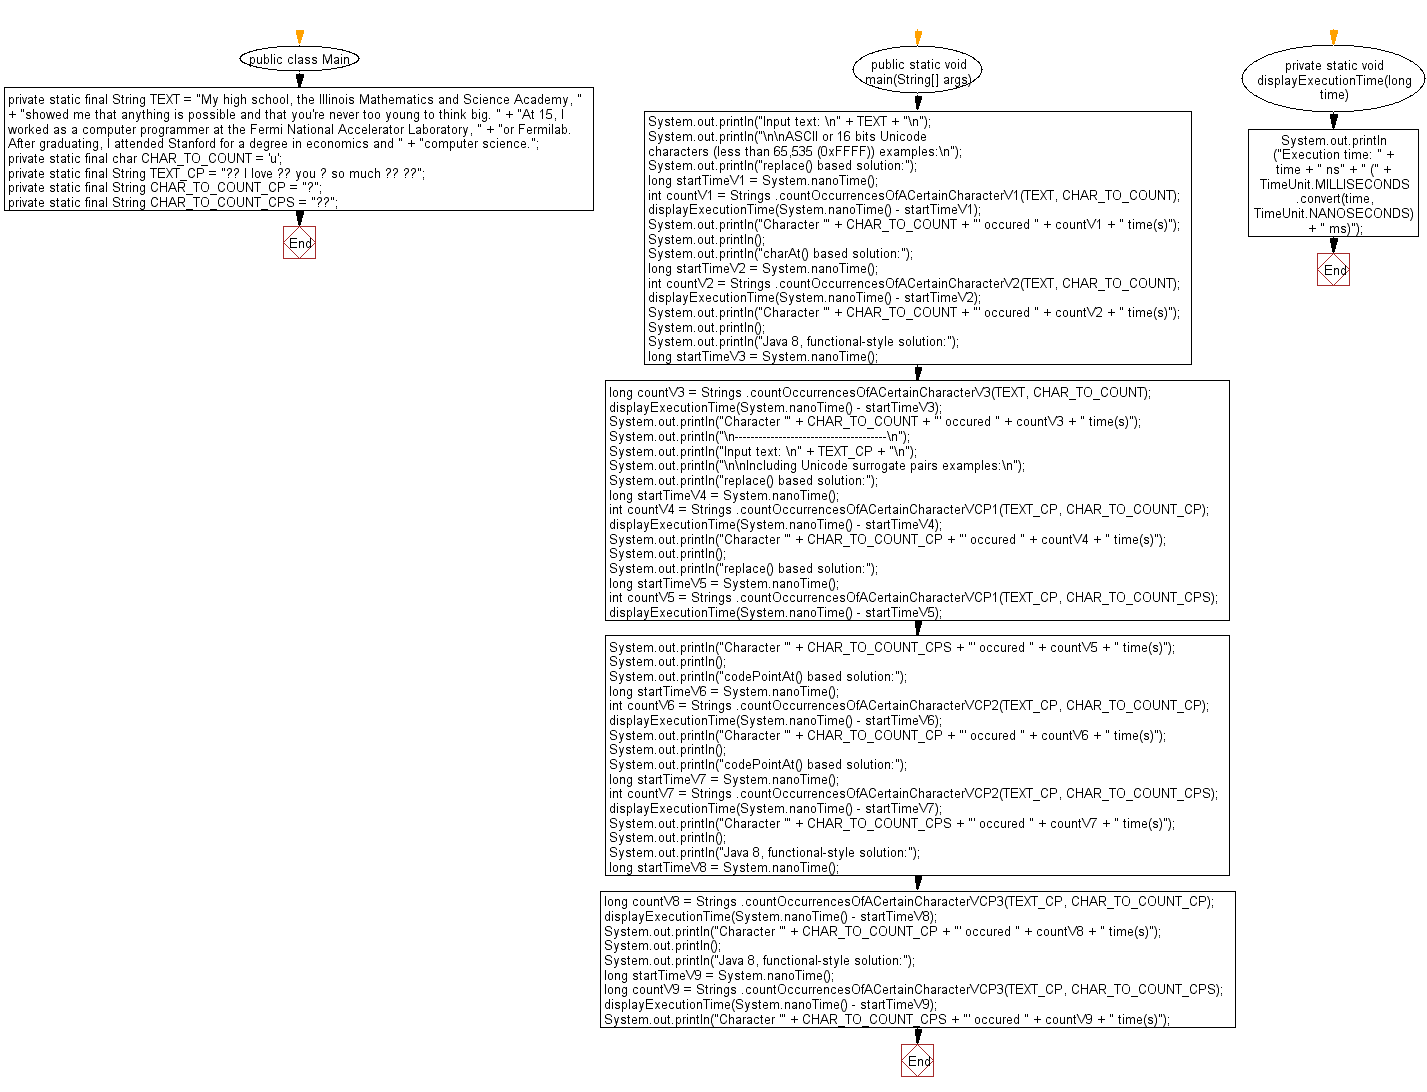 public class Main
private static final String TEXT = "My high school, the Illinois Mathematics and Science Academy, "
+ "showed me that anything is possible and that you're never too young to think big. " + "At 15, I
worked as a computer programmer at the Fermi National Accelerator Laboratory, " + "or Fermilab.
After graduating, I attended Stanford for a degree in economics and " + "computer science.";
private static final char CHAR_TO_COUNT = 'u';
private static final String TEXT_CP = "?? I love ?? you ? so much ?? ??";
private static final String CHAR_TO_COUNT_CP = "?";
private static final String CHAR_TO_COUNT_CPS = "??";
End
public static void
main(String[] args)
System.out.println("Input text: \n" + TEXT + "\n");
System.out.println("\n\nASCII or 16 bits Unicode
characters (less than 65,535 (0xFFFF)) examples:\n");
System.out.println("replace() based solution:");
long startTimeV1 = System.nanoTime();
int countV1 = Strings .countOccurrencesOfACertainCharacterV1(TEXT, CHAR_TO_COUNT);
displayExecutionTime(System.nanoTime() - startTimeV1);
System.out.println("Character '" + CHAR_TO_COUNT + "' occured " + countV1 + " time(s)");
System.out.println();
System.out.println("charAt() based solution:");
long startTimeV2 = System.nanoTime();
int countV2 = Strings .countOccurrencesOfACertainCharacterV2(TEXT, CHAR_TO_COUNT);
displayExecutionTime(System.nanoTime() - startTimeV2);
System.out.println("Character '" + CHAR_TO_COUNT + "' occured " + countV2 + " time(s)");
System.out.println();
System.out.println("Java 8, functional-style solution:");
long startTimeV3 = System.nanoTime();
long countV3 = Strings .countOccurrencesOfACertainCharacterV3(TEXT, CHAR_TO_COUNT);
displayExecutionTime(System.nanoTime() - startTimeV3);
System.out.println("Character '" + CHAR_TO_COUNT + "' occured " + countV3 + " time(s)");
System.out.println("\n--------------------------------------\n");
System.out.println("Input text: \n" + TEXT_CP + "\n");
System.out.println("\n\nIncluding Unicode surrogate pairs examples:\n");
System.out.println("replace() based solution:");
long startTimeV4 = System.nanoTime();
int countV4 = Strings .countOccurrencesOfACertainCharacterVCP1(TEXT_CP, CHAR_TO_COUNT_CP);
displayExecutionTime(System.nanoTime() - startTimeV4);
System.out.println("Character '" + CHAR_TO_COUNT_CP + "' occured " + countV4 + " time(s)");
System.out.println();
System.out.println("replace() based solution:");
long startTimeV5 = System.nanoTime();
int countV5 = Strings .countOccurrencesOfACertainCharacterVCP1(TEXT_CP, CHAR_TO_COUNT_CPS);
displayExecutionTime(System.nanoTime() - startTimeV5);
System.out.println("Character '" + CHAR_TO_COUNT_CPS + "' occured " + countV5 + " time(s)");
System.out.println();
System.out.println("codePointAt() based solution:");
long startTimeV6 = System.nanoTime();
int countV6 = Strings .countOccurrencesOfACertainCharacterVCP2(TEXT_CP, CHAR_TO_COUNT_CP);
displayExecutionTime(System.nanoTime() - startTimeV6);
System.out.println("Character '" + CHAR_TO_COUNT_CP + "' occured " + countV6 + " time(s)");
System.out.println();
System.out.println("codePointAt() based solution:");
long startTimeV7 = System.nanoTime();
int countV7 = Strings .countOccurrencesOfACertainCharacterVCP2(TEXT_CP, CHAR_TO_COUNT_CPS);
displayExecutionTime(System.nanoTime() - startTimeV7);
System.out.println("Character '" + CHAR_TO_COUNT_CPS + "' occured " + countV7 + " time(s)");
System.out.println();
System.out.println("Java 8, functional-style solution:");
long startTimeV8 = System.nanoTime();
long countV8 = Strings .countOccurrencesOfACertainCharacterVCP3(TEXT_CP, CHAR_TO_COUNT_CP);
displayExecutionTime(System.nanoTime() - startTimeV8);
System.out.println("Character '" + CHAR_TO_COUNT_CP + "' occured " + countV8 + " time(s)");
System.out.println();
System.out.println("Java 8, functional-style solution:");
long startTimeV9 = System.nanoTime();
long countV9 = Strings .countOccurrencesOfACertainCharacterVCP3(TEXT_CP, CHAR_TO_COUNT_CPS);
displayExecutionTime(System.nanoTime() - startTimeV9);
System.out.println("Character '" + CHAR_TO_COUNT_CPS + "' occured " + countV9 + " time(s)");
End
private static void
displayExecutionTime(long
time)
System.out.println
("Execution time: " +
time + " ns" + " (" +
TimeUnit.MILLISECONDS
.convert(time,
TimeUnit.NANOSECONDS)
+ " ms)");
End